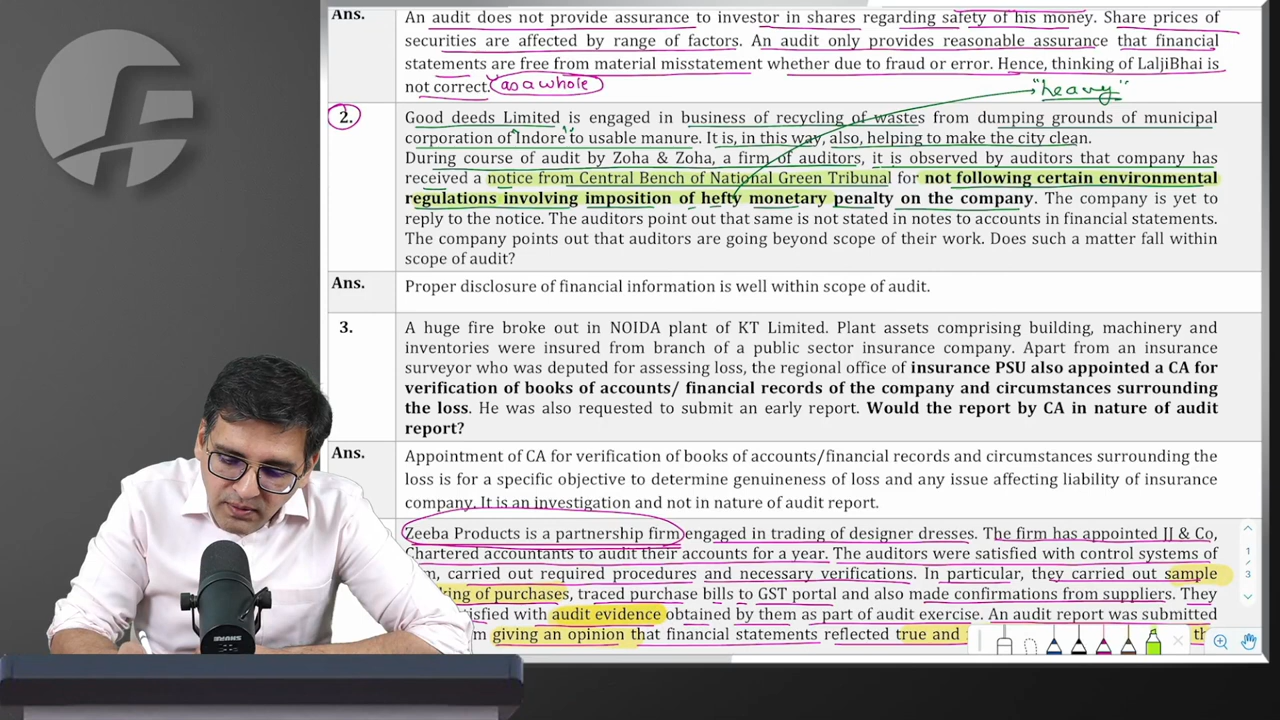 Ans.
An audit does not provide assurance to investor in shares regarding safety of his money. Share prices of
securities are affected by range of factors. An audit only provides reasonable assurance that financial
statements are free from material misstatement whether due to fraud or error. Hence, thinking of LaljiBhai is
not correct. as a whole
"heavy"
2.
Good deeds Limited is engaged in business of recycling of wastes from dumping grounds of municipal
corporation of Indore to usable manure. It is, in this way, also, helping to make the city clean.
During course of audit by Zoha & Zoha, a firm of auditors, it is observed by auditors that company has
received a notice from Central Bench of National Green Tribunal for not following certain environmental
regulations involving imposition of hefty monetary penalty on the company. The company is yet to
reply to the notice. The auditors point out that same is not stated in notes to accounts in financial statements.
The company points out that auditors are going beyond scope of their work. Does such a matter fall within
scope of audit?
Ans.
Proper disclosure of financial information is well within scope of audit.
3.
A huge fire broke out in NOIDA plant of KT Limited. Plant assets comprising building, machinery and
inventories were insured from branch of a public sector insurance company. Apart from an insurance
surveyor who was deputed for assessing loss, the regional office of insurance PSU also appointed a CA for
verification of books of accounts/ financial records of the company and circumstances surrounding
the loss. He was also requested to submit an early report. Would the report by CA in nature of audit
report?
Ans.
Appointment of CA for verification of books of accounts/financial records and circumstances surrounding the
loss is for a specific objective to determine genuineness of loss and any issue affecting liability of insurance
company. It is an investigation and not in nature of audit report.
Zeeba Products is a partnership firm engaged in trading of designer dresses. The firm has appointed JJ & Co,
Chartered accountants to audit their accounts for a year. The auditors were satisfied with control systems of
carried out required procedures and necessary verifications. In particular, they carried out sample
of purchases, traced purchase bills to GST portal and also made confirmations from suppliers. They
with audit evidence obtained by them as part of audit exercise. An audit report was submitted
giving an opinion that financial statements reflected true and
1
/
3
SHURE